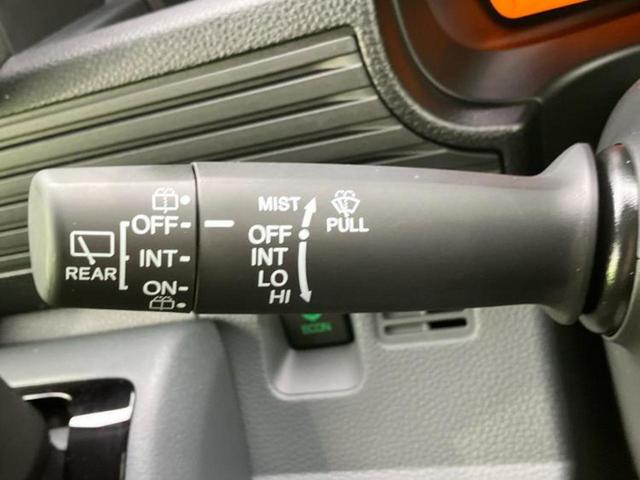 REAR
OFF
INT
ON
MIST
OFF
INT
LO
HI
PULL
ECON